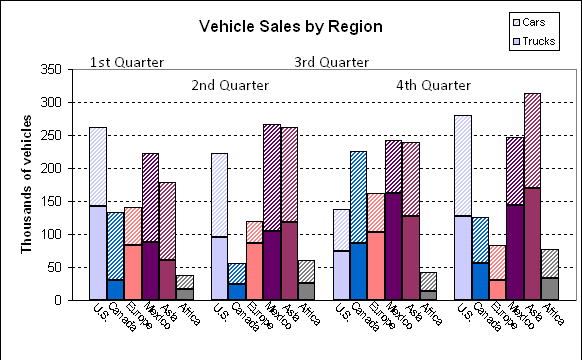 Vehicle Sales by Region
Cars
Trucks
1st Quarter
2nd Quarter
3rd Quarter
4th Quarter
Thousands of vehicles
350
300
250
200
150
100
50
0
U.S.
Canada
Europe
Mexico
Asia
Africa
U.S.
Canada
Europe
Mexico
Asia
Africa
U.S.
Canada
Europe
Mexico
Asia
Africa
U.S.
Canada
Europe
Mexico
Asia
Africa